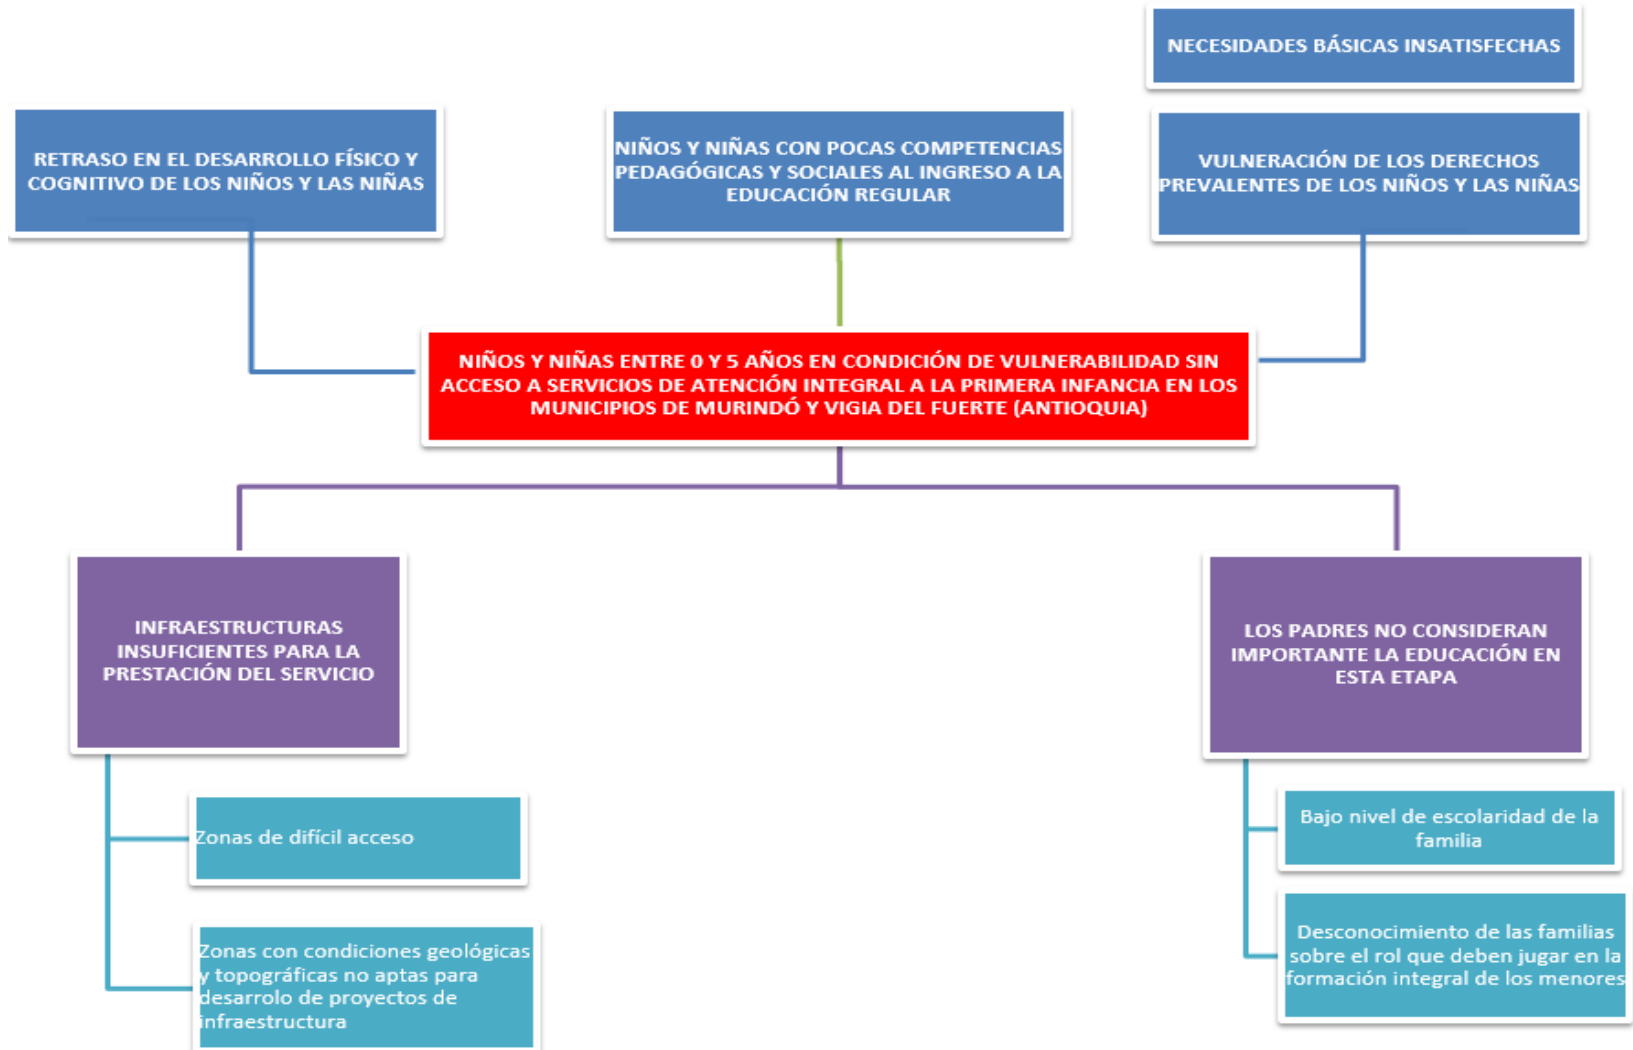 NECESIDADES BÁSICAS INSATISFECHAS
RETRASO EN EL DESARROLLO FÍSICO Y
COGNITIVO DE LOS NIÑOS Y LAS NIÑAS
NIÑOS Y NIÑAS CON POCAS COMPETENCIAS
PEDAGÓGICAS Y SOCIALES AL INGRESO A LA
EDUCACIÓN REGULAR
VULNERACIÓN DE LOS DERECHOS
PREVALENTES DE LOS NIÑOS Y LAS NIÑAS
NIÑOS Y NIÑAS ENTRE 0 Y 5 AÑOS EN CONDICIÓN DE VULNERABILIDAD SIN
ACCESO A SERVICIOS DE ATENCIÓN INTEGRAL A LA PRIMERA INFANCIA EN LOS
MUNICIPIOS DE MURINDÓ Y VIGIA DEL FUERTE (ANTIOQUIA)
INFRAESTRUCTURAS
INSUFICIENTES PARA LA
PRESTACIÓN DEL SERVICIO
LOS PADRES NO CONSIDERAN
IMPORTANTE LA EDUCACIÓN EN
ESTA ETAPA
Zonas de difícil acceso
Zonas con condiciones geológicas
y topográficas no aptas para
desarrolo de proyectos de
infraestructura
Bajo nivel de escolaridad de la
familia
Desconocimiento de las familias
sobre el rol que deben jugar en la
formación integral de los menores